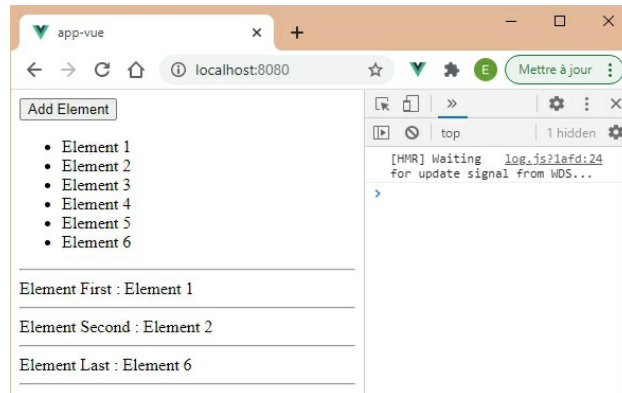 app-vue
localhost:8080
E
Mettre à jour
Add Element
• Element 1
• Element 2
• Element 3
• Element 4
• Element 5
• Element 6
Element First : Element 1
Element Second : Element 2
Element Last : Element 6
top
1 hidden
[HMR] Waiting log.js?1afd:24
for update signal from WDS...